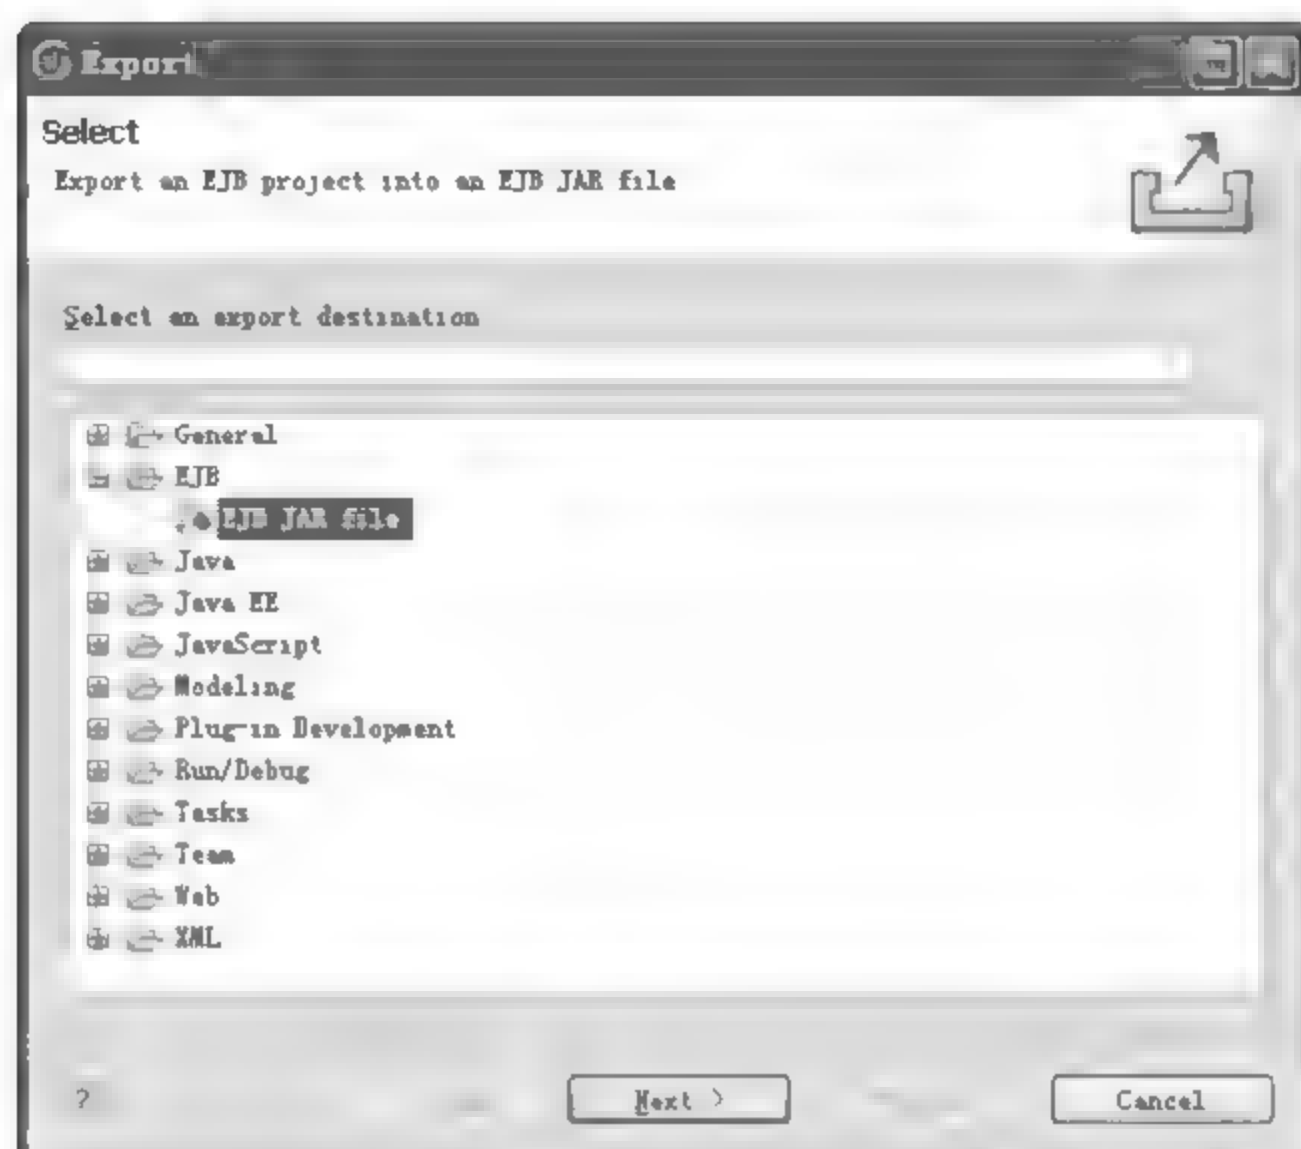 Export
Select
Export an EJB project into an EJB JAR file
Select an export destination
General
EJB
EJB JAR file
Java
Java EE
JavaScript
Modeling
Plug-in Development
Run/Debug
Tasks
Team
Web
XML
?
Next >
Cancel